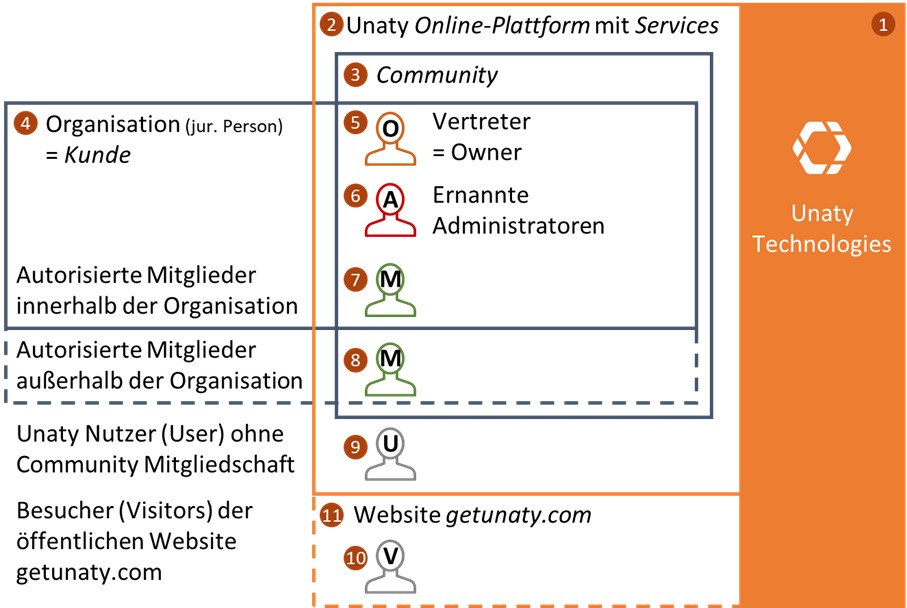 2 Unaty Online-Plattform mit Services
1
3 Community
4 Organisation (jur. Person)
= Kunde
5 O Vertreter
= Owner
6 A Ernannte
Administratoren
Unaty
Technologies
Autorisierte Mitglieder
innerhalb der Organisation
7 M
Autorisierte Mitglieder
außerhalb der Organisation
8 M
Unaty Nutzer (User) ohne
Community Mitgliedschaft
9 U
Besucher (Visitors) der
öffentlichen Website
getunaty.com
11 Website getunaty.com
10 V